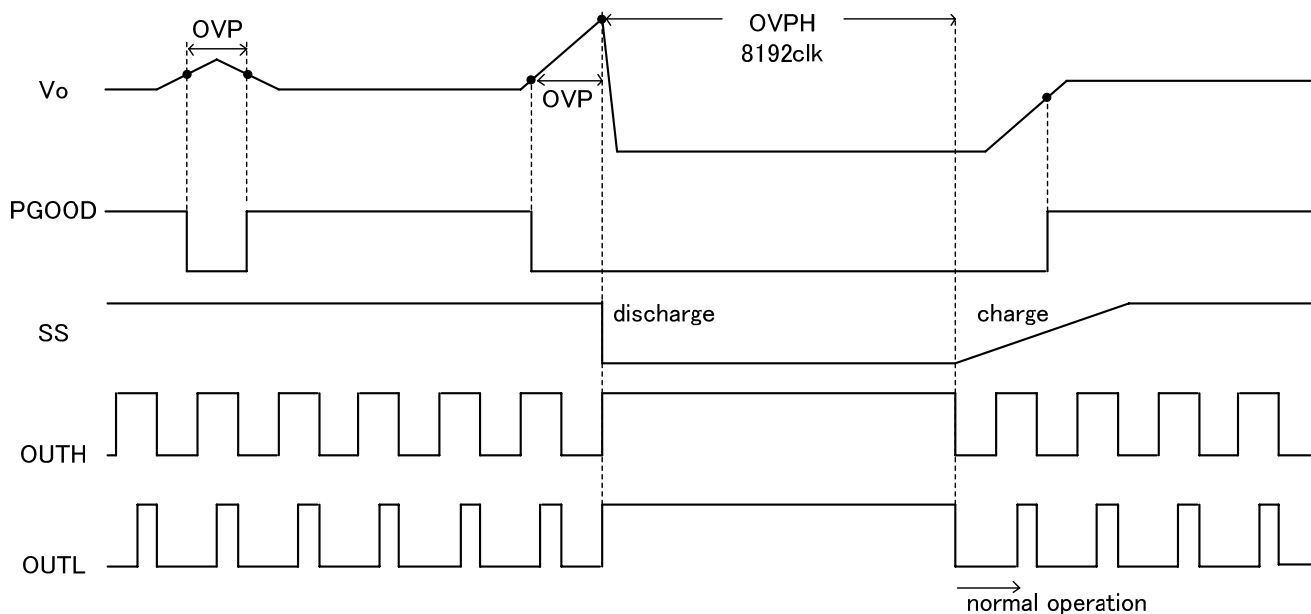 OVP
OVPH
8192clk
Vo
OVP
PGOOD
SS
discharge
charge
OUTH
OUTL
normal operation